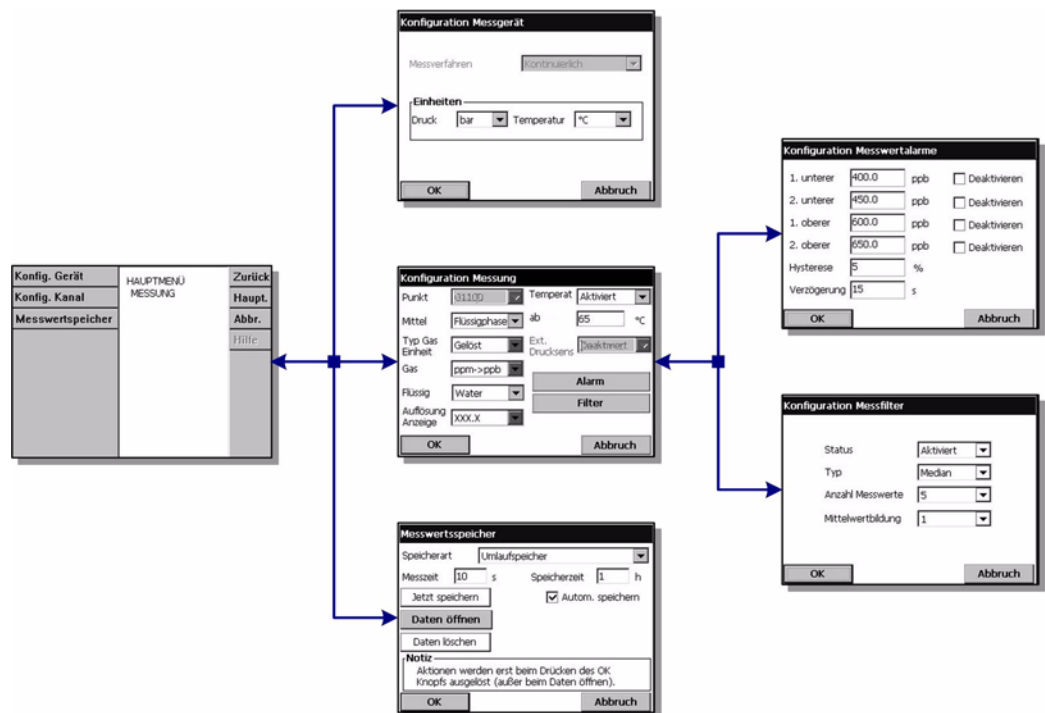 Konfiguration Messgerät
Messverfahren Kontinuierlich
Einheiten
Druck bar Temperatur °C
OK Abbruch
Konfig. Gerät
Konfig. Kanal
Messwertspeicher
HAUPTMENÜ
MESSUNG
Zurück
Haupt.
Abbr.
Hilfe
Konfiguration Messung
Punkt 31100 Temperat Aktiviert
Mittel Flüssigphase ab 65 °C
Typ Gas
Einheit Gelöst Ext.
Drucksens Deaktiviert
Gas ppm->ppb
Alarm
Flüssig Water
Filter
Auflösung
Anzeige XXX.X
OK Abbruch
Messwertsspeicher
Speicherart Umlaufspeicher
Messzeit 10 s Speicherzeit 1 h
Jetzt speichern Autom. speichern
Daten öffnen
Daten löschen
Notiz
Aktionen werden erst beim Drücken des OK
Knopfs ausgelöst (außer beim Daten öffnen).
OK Abbruch
Konfiguration Messwertalarme
1. unterer 400.0 ppb Deaktivieren
2. unterer 450.0 ppb Deaktivieren
1. oberer 600.0 ppb Deaktivieren
2. oberer 650.0 ppb Deaktivieren
Hysterese 5 %
Verzögerung 15 s
OK Abbruch
Konfiguration Messfilter
Status Aktiviert
Typ Median
Anzahl Messwerte 5
Mittelwertbildung 1
OK Abbruch